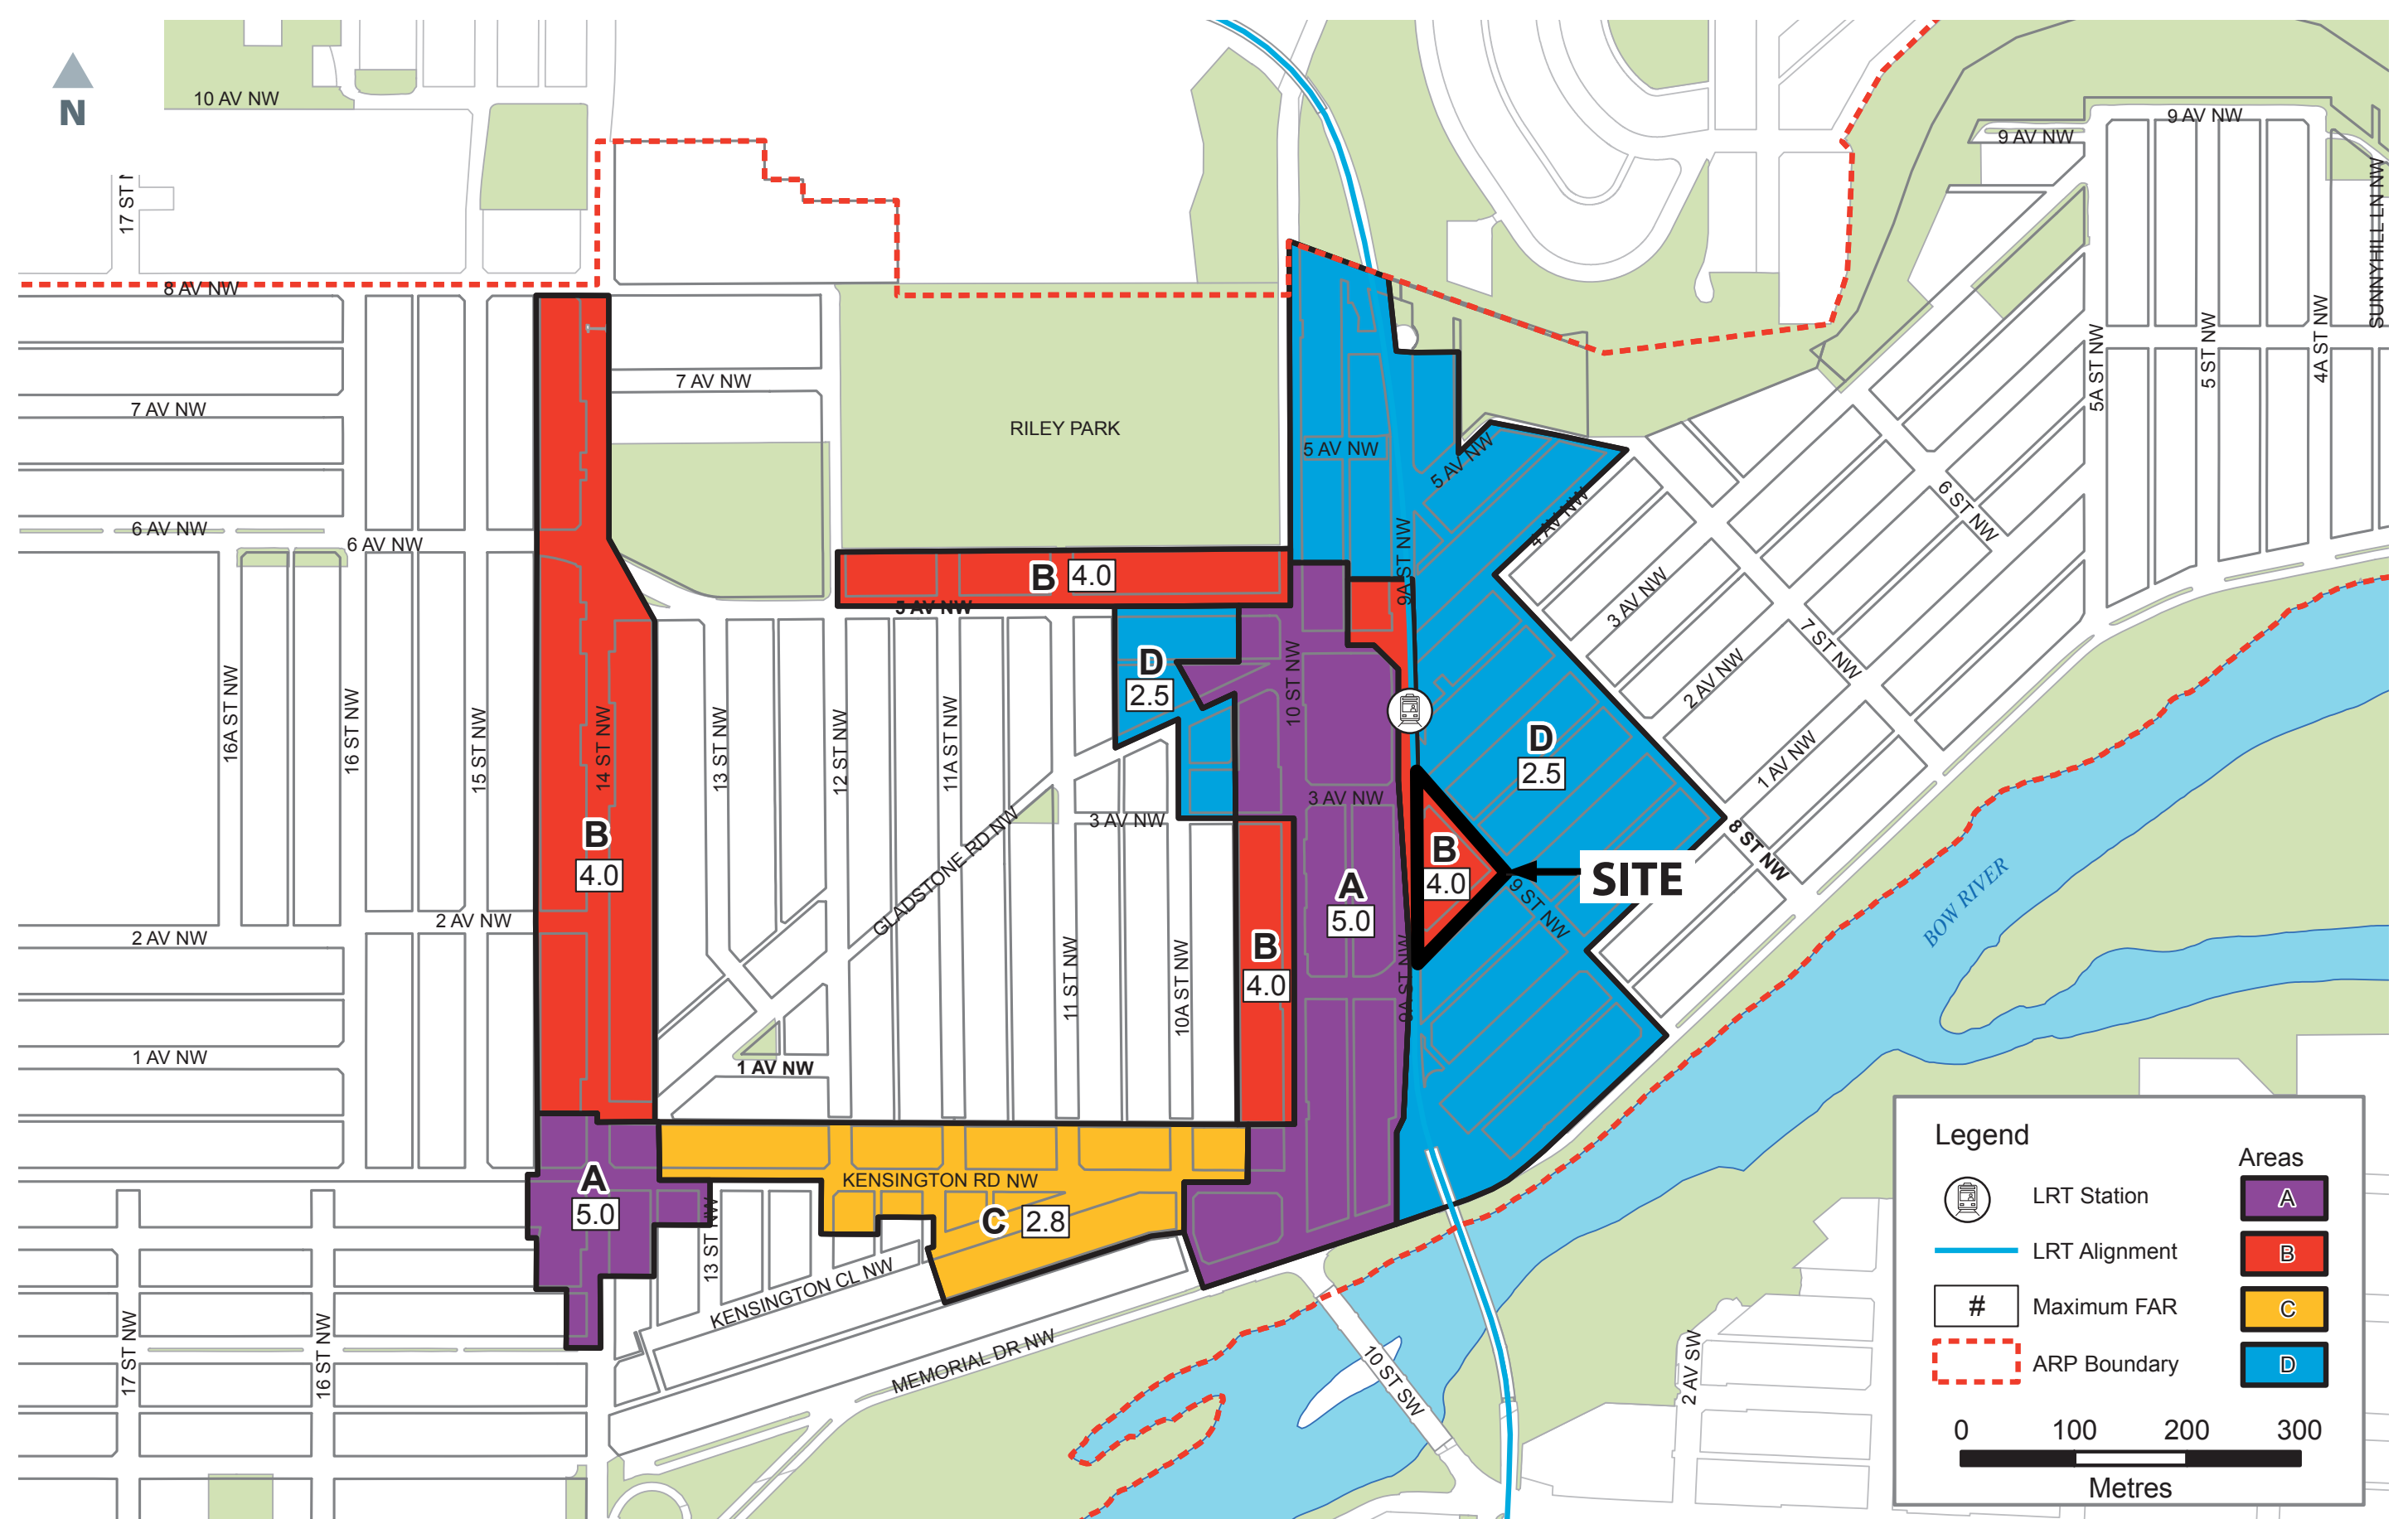 N
10 AV NW
17 ST N
9 AV NW
9 AV NW
SUNNYHILL LN NW
8 AV NW
7 AV NW
7 AV NW
5A ST NW
5 ST NW
4A ST NW
RILEY PARK
5 AV NW
5 AV NW
4 AV NW
6 ST NW
6 AV NW
6 AV NW
9A ST NW
B
4.0
5 AV NW
3 AV NW
7 ST NW
D
2.5
10 ST NW
2 AV NW
16A ST NW
16 ST NW
15 ST NW
14 ST NW
13 ST NW
12 ST NW
11A ST NW
D
2.5
1 AV NW
3 AV NW
3 AV NW
B
4.0
GLADSTONE RD NW
A
5.0
B
4.0
SITE
8 ST NW
9 ST NW
BOW RIVER
2 AV NW
2 AV NW
B
4.0
11 ST NW
10A ST NW
9A ST NW
1 AV NW
1 AV NW
A
5.0
KENSINGTON RD NW
C
2.8
13 ST NW
KENSINGTON CL NW
MEMORIAL DR NW
17 ST NW
16 ST NW
10 ST SW
2 AV SW
Legend
Areas
LRT Station
A
LRT Alignment
B
# Maximum FAR
C
ARP Boundary
D
0 100 200 300
Metres